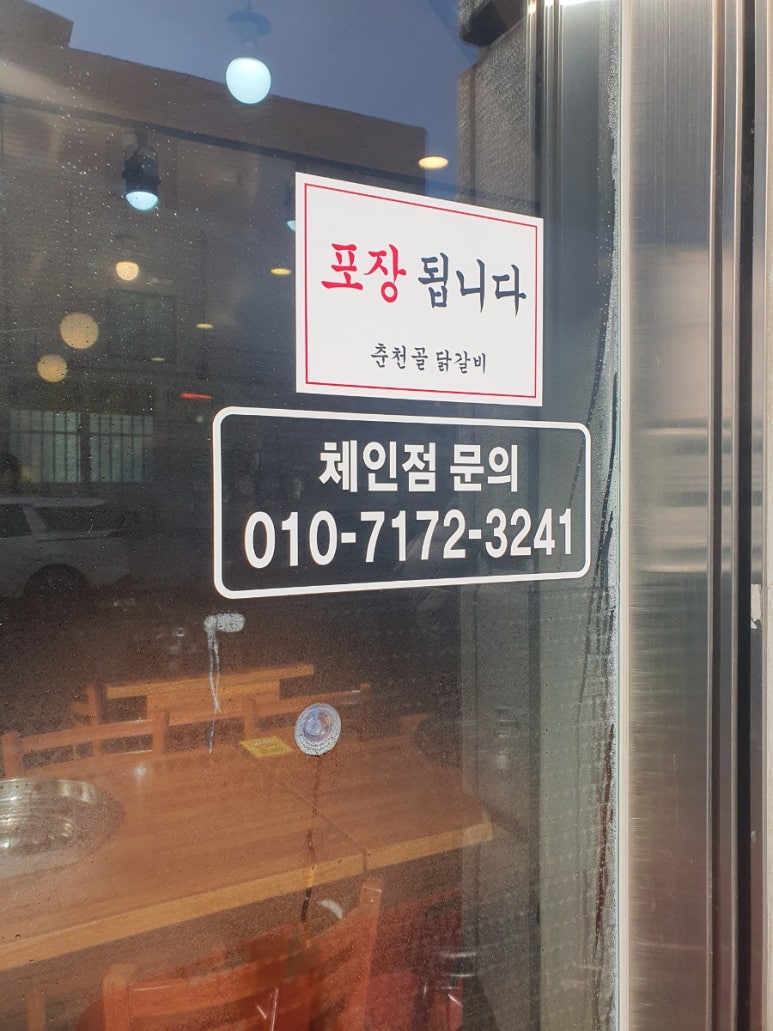 포장 됩니다
춘천골 닭갈비
체인점 문의
010-7172-3241